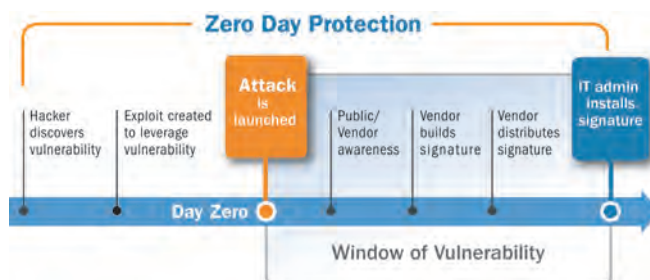 Zero Day Protection
Hacker
discovers
vulnerability
Exploit created
to leverage
vulnerability
Attack
is
launched
Public/
Vendor
awareness
Vendor
builds
signature
Vendor
distributes
signature
IT admin
installs
signature
Day Zero
Window of Vulnerability